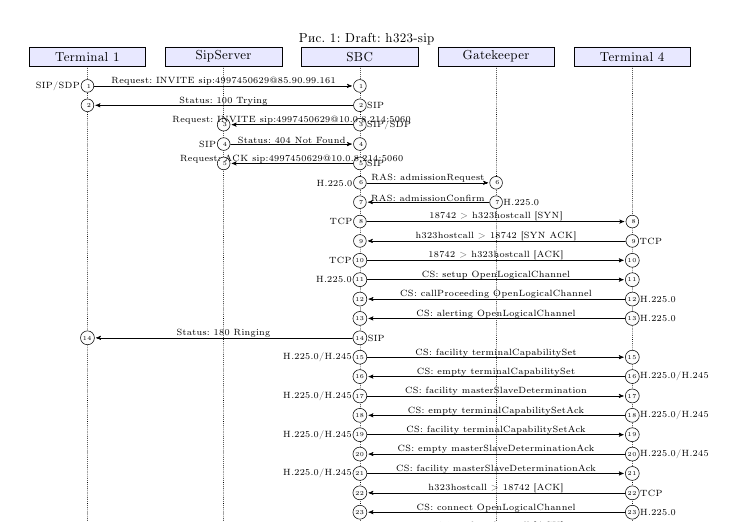 Рис. 1: Draft: h323-sip
Terminal 1 SipServer SBC Gatekeeper Terminal 4
SIP/SDP 1 Request: INVITE sip:4997450629@85.90.99.161 1
2 Status: 100 Trying 2 SIP
3 Request: INVITE sip:4997450629@10.0.8.214:5060 3 SIP/SDP
SIP 4 Status: 404 Not Found 4
5 Request: ACK sip:4997450629@10.0.8.214:5060 5 SIP
H.225.0 6 RAS: admissionRequest 6
7 RAS: admissionConfirm 7 H.225.0
TCP 8 18742 > h323hostcall [SYN] 8
9 h323hostcall > 18742 [SYN ACK] 9 TCP
TCP 10 18742 > h323hostcall [ACK] 10
H.225.0 11 CS: setup OpenLogicalChannel 11
12 CS: callProceeding OpenLogicalChannel 12 H.225.0
13 CS: alerting OpenLogicalChannel 13 H.225.0
14 Status: 180 Ringing 14 SIP
H.225.0/H.245 15 CS: facility terminalCapabilitySet 15
16 CS: empty terminalCapabilitySet 16 H.225.0/H.245
H.225.0/H.245 17 CS: facility masterSlaveDetermination 17
18 CS: empty terminalCapabilitySetAck 18 H.225.0/H.245
H.225.0/H.245 19 CS: facility terminalCapabilitySetAck 19
20 CS: empty masterSlaveDeterminationAck 20 H.225.0/H.245
H.225.0/H.245 21 CS: facility masterSlaveDeterminationAck 21
22 h323hostcall > 18742 [ACK] 22 TCP
23 CS: connect OpenLogicalChannel 23 H.225.0